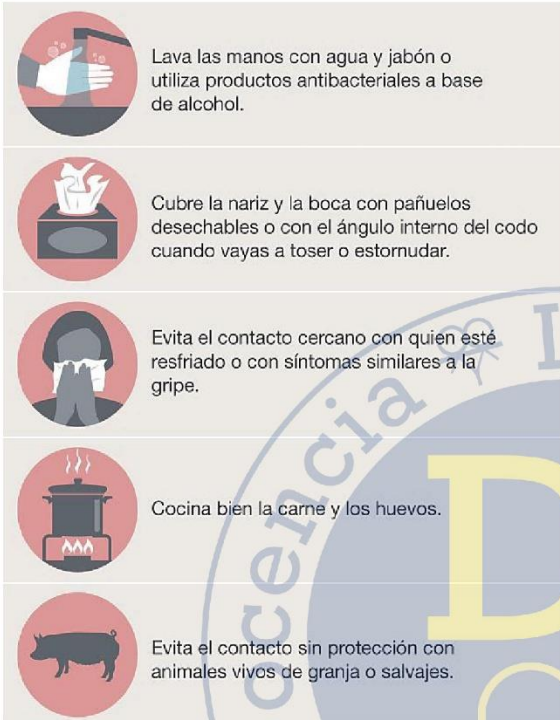 Lava las manos con agua y jabón o
utiliza productos antibacteriales a base
de alcohol.
Cubre la nariz y la boca con pañuelos
desechables o con el ángulo interno del codo
cuando vayas a toser o estornudar.
Evita el contacto cercano con quien esté
resfriado o con síntomas similares a la
gripe.
Cocina bien la carne y los huevos.
Evita el contacto sin protección con
animales vivos de granja o salvajes.
ocencia
D